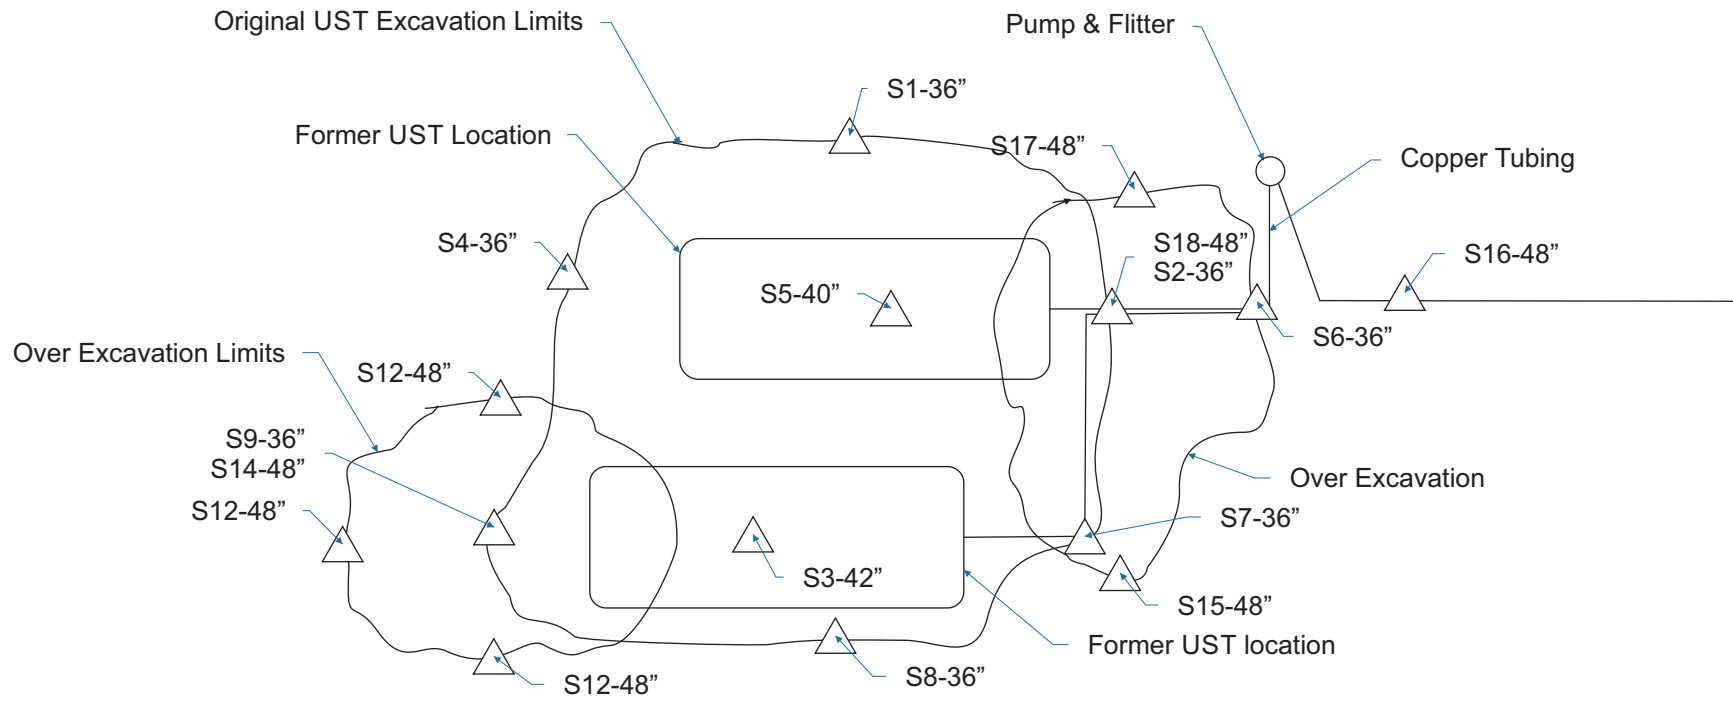 Original UST Excavation Limits
Pump & Flitter
S1-36”
Former UST Location
S17-48”
Copper Tubing
S4-36”
S18-48”
S2-36”
S16-48”
S5-40”
S6-36”
Over Excavation Limits
S12-48”
S9-36”
S14-48”
Over Excavation
S12-48”
S7-36”
S3-42”
S15-48”
Former UST location
S8-36”
S12-48”